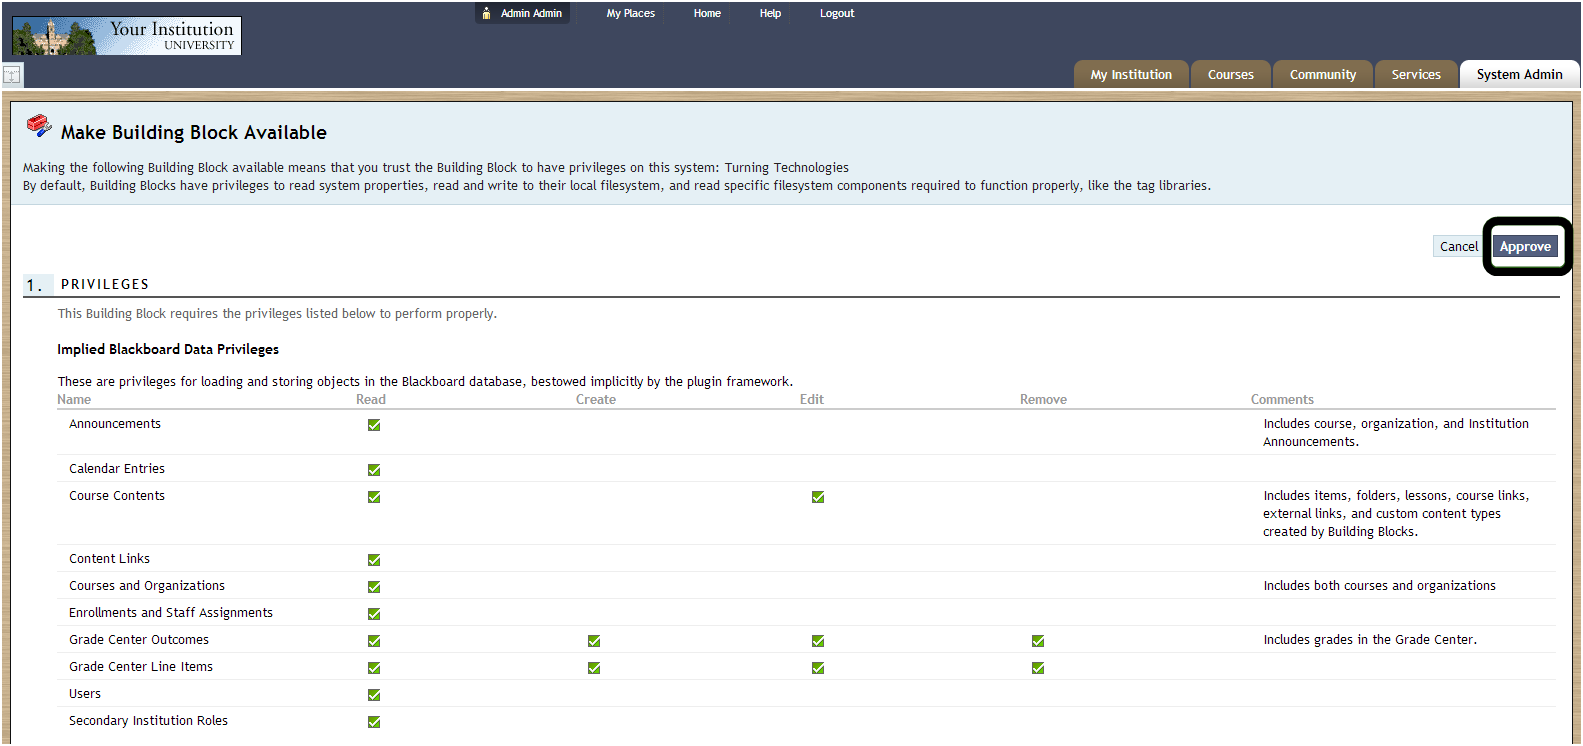 Admin Admin My Places Home Help Logout
Your Institution
UNIVERSITY
My Institution Courses Community Services System Admin
Make Building Block Available
Making the following Building Block available means that you trust the Building Block to have privileges on this system: Turning Technologies
By default, Building Blocks have privileges to read system properties, read and write to their local filesystem, and read specific filesystem components required to function properly, like the tag libraries.
Cancel Approve
1. PRIVILEGES
This Building Block requires the privileges listed below to perform properly.
Implied Blackboard Data Privileges
These are privileges for loading and storing objects in the Blackboard database, bestowed implicitly by the plugin framework.
Name Read Create Edit Remove Comments
Announcements Includes course, organization, and Institution
Announcements.
Calendar Entries
Course Contents Includes items, folders, lessons, course links,
external links, and custom content types
created by Building Blocks.
Content Links
Courses and Organizations Includes both courses and organizations
Enrollments and Staff Assignments
Grade Center Outcomes Includes grades in the Grade Center.
Grade Center Line Items
Users
Secondary Institution Roles